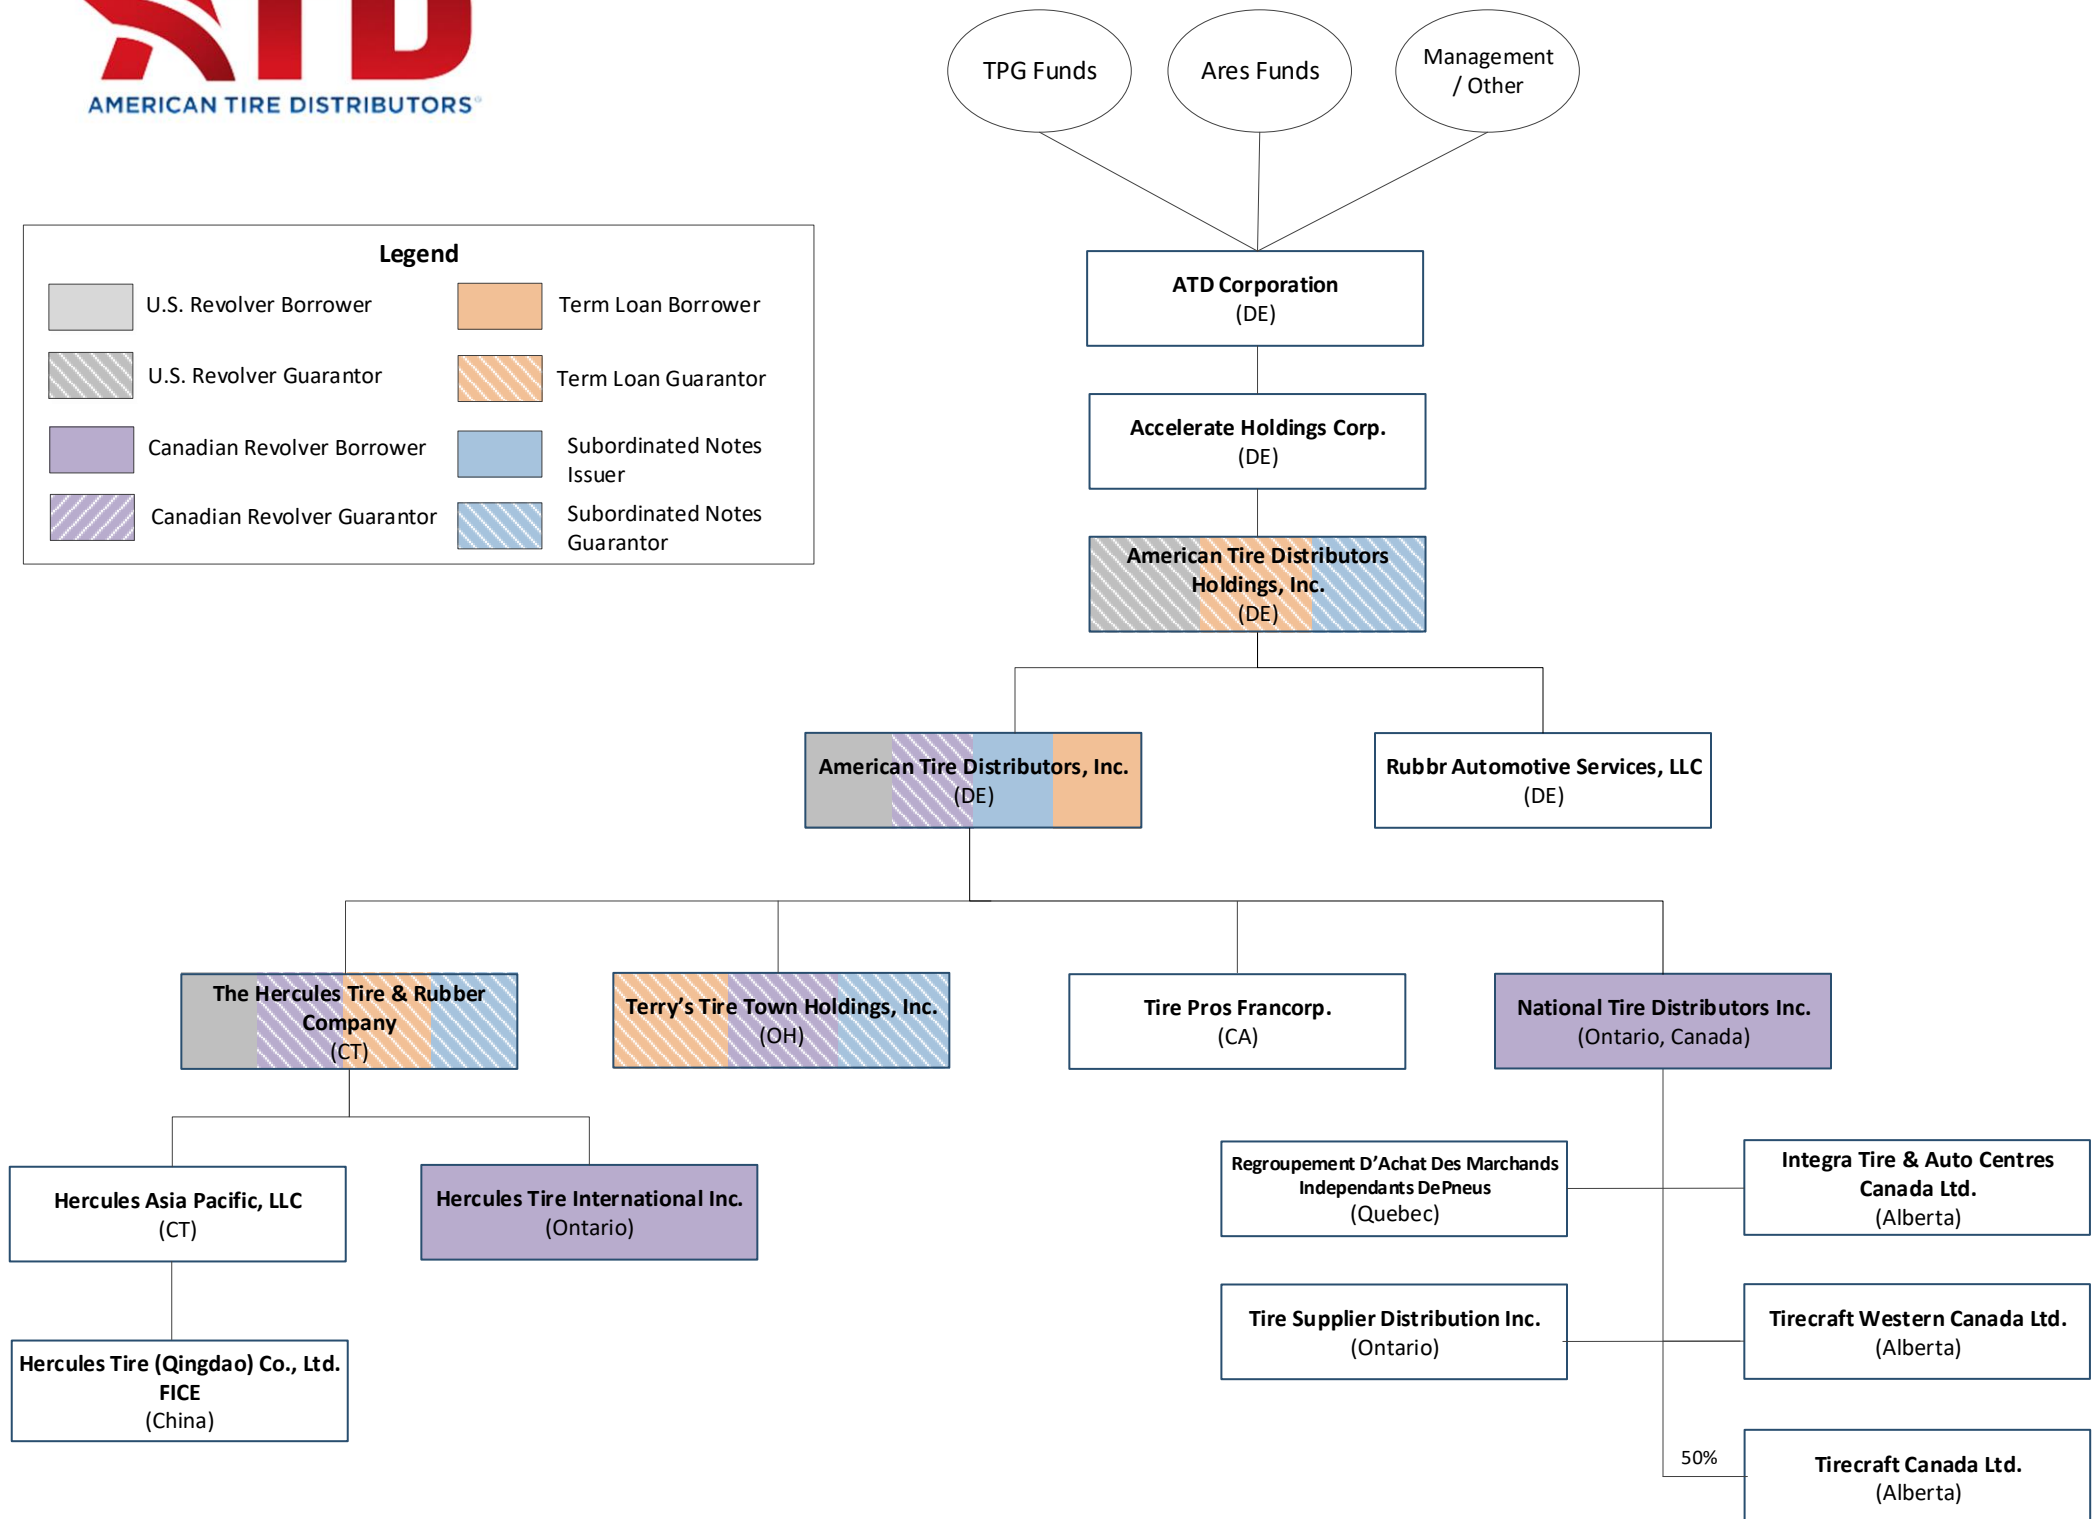 ATD
AMERICAN TIRE DISTRIBUTORS®
TPG Funds
Ares Funds
Management
/ Other
Legend
U.S. Revolver Borrower
Term Loan Borrower
U.S. Revolver Guarantor
Term Loan Guarantor
Canadian Revolver Borrower
Subordinated Notes
Issuer
Canadian Revolver Guarantor
Subordinated Notes
Guarantor
ATD Corporation
(DE)
Accelerate Holdings Corp.
(DE)
American Tire Distributors
Holdings, Inc.
(DE)
American Tire Distributors, Inc.
(DE)
Rubbr Automotive Services, LLC
(DE)
The Hercules Tire & Rubber
Company
(CT)
Terry’s Tire Town Holdings, Inc.
(OH)
Tire Pros Francorp.
(CA)
National Tire Distributors Inc.
(Ontario, Canada)
Hercules Asia Pacific, LLC
(CT)
Hercules Tire International Inc.
(Ontario)
Regroupement D’Achat Des Marchands
Independants DePneus
(Quebec)
Integra Tire & Auto Centres
Canada Ltd.
(Alberta)
Hercules Tire (Qingdao) Co., Ltd.
FICE
(China)
Tire Supplier Distribution Inc.
(Ontario)
Tirecraft Western Canada Ltd.
(Alberta)
50%
Tirecraft Canada Ltd.
(Alberta)